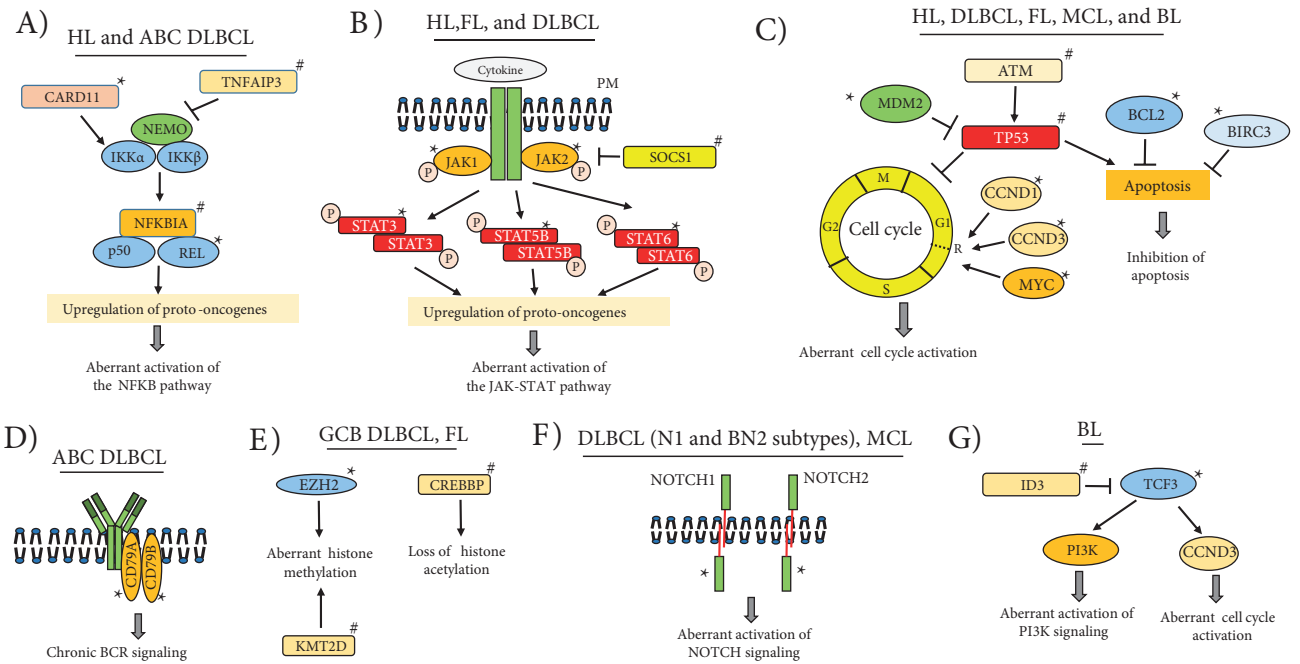 A)
HL and ABC DLBCL
CARD11
*
TNFAIP3
#
NEMO
IKKα
IKKβ
NFKBIA
#
p50
REL
*
Upregulation of proto-oncogenes
Aberrant activation of
the NFKB pathway
B)
HL,FL, and DLBCL
Cytokine
PM
*
JAK1
P
JAK2
*
P
SOCS1
#
P
STAT3
*
STAT3
P
P
STAT5B
*
STAT5B
P
P
STAT6
*
STAT6
P
Upregulation of proto-oncogenes
Aberrant activation of
the JAK-STAT pathway
C)
HL, DLBCL, FL, MCL, and BL
ATM
#
*
MDM2
TP53
#
BCL2
*
*
BIRC3
Apoptosis
Inhibition of
apoptosis
M
G2
Cell cycle
G1
R
S
CCND1
*
CCND3
*
MYC
*
Aberrant cell cycle activation
D)
ABC DLBCL
CD79A
CD79B
*
*
Chronic BCR signaling
E)
GCB DLBCL, FL
EZH2
*
CREBBP
#
Aberrant histone
methylation
Loss of histone
acetylation
KMT2D
#
F)
DLBCL (N1 and BN2 subtypes), MCL
NOTCH1
NOTCH2
*
*
Aberrant activation of
NOTCH signaling
G)
BL
ID3
#
TCF3
*
PI3K
CCND3
Aberrant activation of
PI3K signaling
Aberrant cell cycle
activation